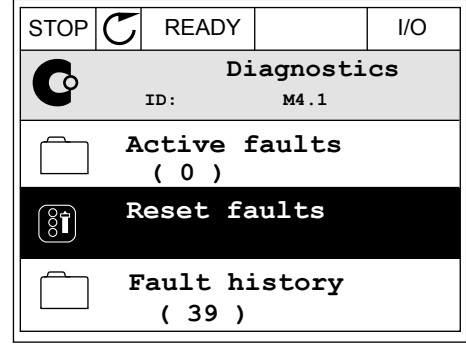 STOP READY I/O
Diagnostics
ID: M4.1
Active faults
( 0 )
Reset faults
Fault history
( 39 )